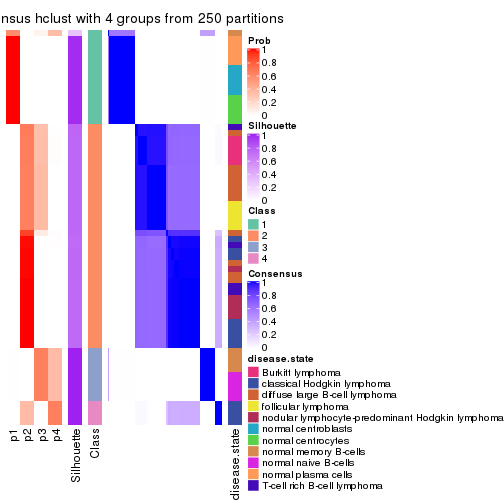 nsus hclust with 4 groups from 250 partitions
Prob
1
0.8
0.6
0.4
0.2
0
Silhouette
1
0.8
0.6
0.4
0.2
0
Class
1
2
3
4
Consensus
1
0.8
0.6
0.4
0.2
0
disease.state
Burkitt lymphoma
classical Hodgkin lymphoma
diffuse large B-cell lymphoma
follicular lymphoma
nodular lymphocyte-predominant Hodgkin lymphoma
normal centroblasts
normal centrocytes
normal memory B-cells
normal naive B-cells
normal plasma cells
T-cell rich B-cell lymphoma
p1
p2
p3
p4
Silhouette
Class
disease.state